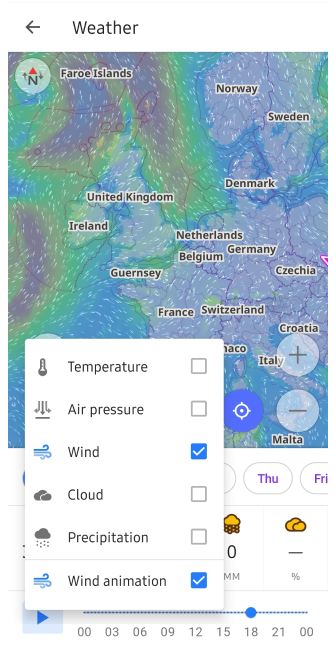 Weather
N
Faroe Islands
Norway
Sweden
Denmark
United Kingdom
Ireland
Netherlands
Germany
Belgium
Guernsey
Czechia
France
Switzerland
Croatia
Italy
Malta
Temperature
Air pressure
Wind
Cloud
Precipitation
Wind animation
Thu
Fri
0
—
MM
%
00 03 06 09 12 15 18 21 00